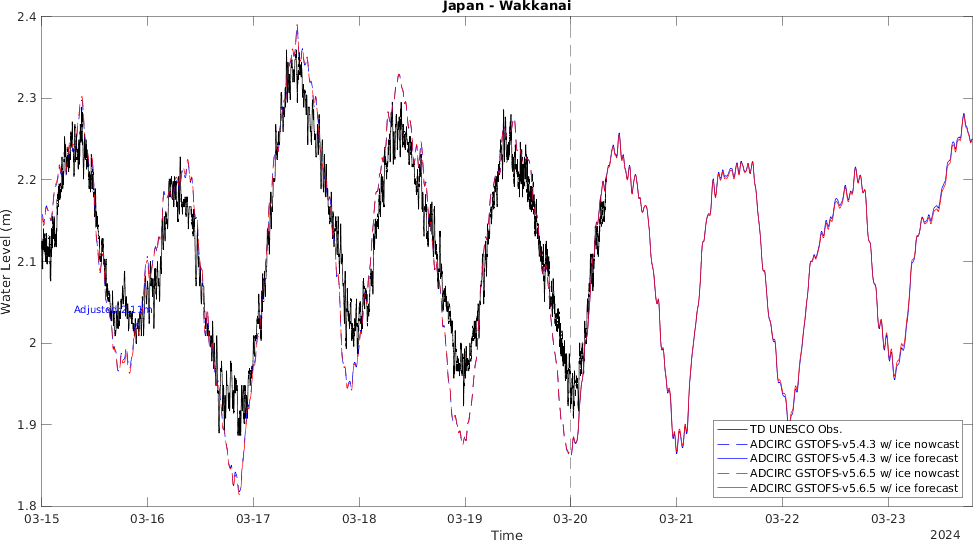 Japan - Wakkanai
2.4
2.3
2.2
2.1
2
1.9
1.8
Water Level (m)
Adjusted 2.11m
TD UNESCO Obs.
ADCIRC GSTOFS-v5.4.3 w/ ice nowcast
ADCIRC GSTOFS-v5.4.3 w/ ice forecast
ADCIRC GSTOFS-v5.6.5 w/ ice nowcast
ADCIRC GSTOFS-v5.6.5 w/ ice forecast
03-15 03-16 03-17 03-18 03-19 03-20 03-21 03-22 03-23
Time
2024